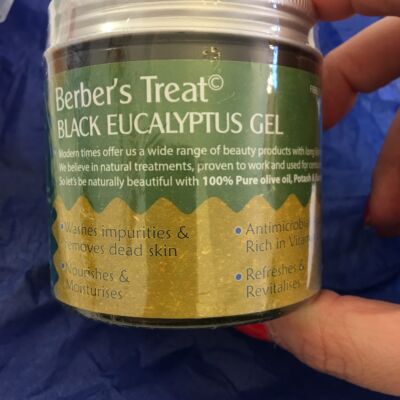 Berber's Treat©
BLACK EUCALYPTUS GEL
Modern times offer us a wide range of beauty products with long
We believe in natural treatments, proven to work and used for
So let's be naturally beautiful with 100% Pure olive oil, Potash &
• Washes impurities &
removes dead skin
• Nourishes &
Moisturises
• Antimicrobial
Rich in Vitamin
• Refreshes &
Revitalises